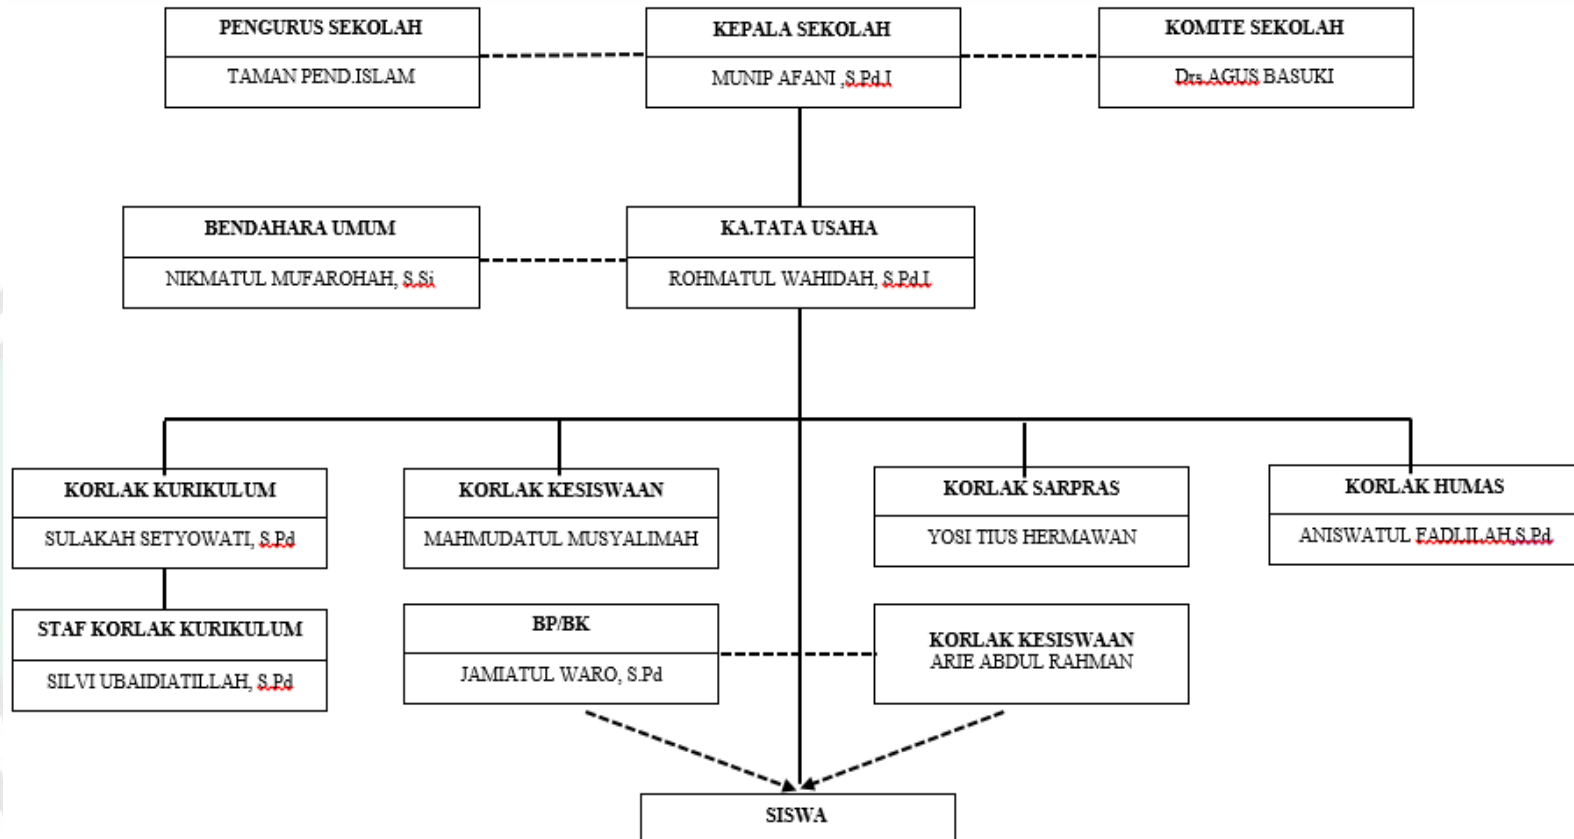 PENGURUS SEKOLAH
TAMAN PEND.ISLAM
KEPALA SEKOLAH
MUNIP AFANI ,S.Pd.I
KOMITE SEKOLAH
Drs.AGUS BASUKI
BENDAHARA UMUM
NIKMATUL MUFAROHAH, S.Si
KA.TATA USAHA
ROHMATUL WAHIDAH, S.Pd.I.
KORLAK KURIKULUM
SULAKAH SETYOWATI, S.Pd
KORLAK KESISWAAN
MAHMUDATUL MUSYALIMAH
KORLAK SARPRAS
YOSI TIUS HERMAWAN
KORLAK HUMAS
ANISWATUL FADLILAH,S.Pd.
STAF KORLAK KURIKULUM
SILVI UBAIDIATILLAH, S.Pd
BP/BK
JAMIATUL WARO, S.Pd
KORLAK KESISWAAN
ARIE ABDUL RAHMAN
SISWA